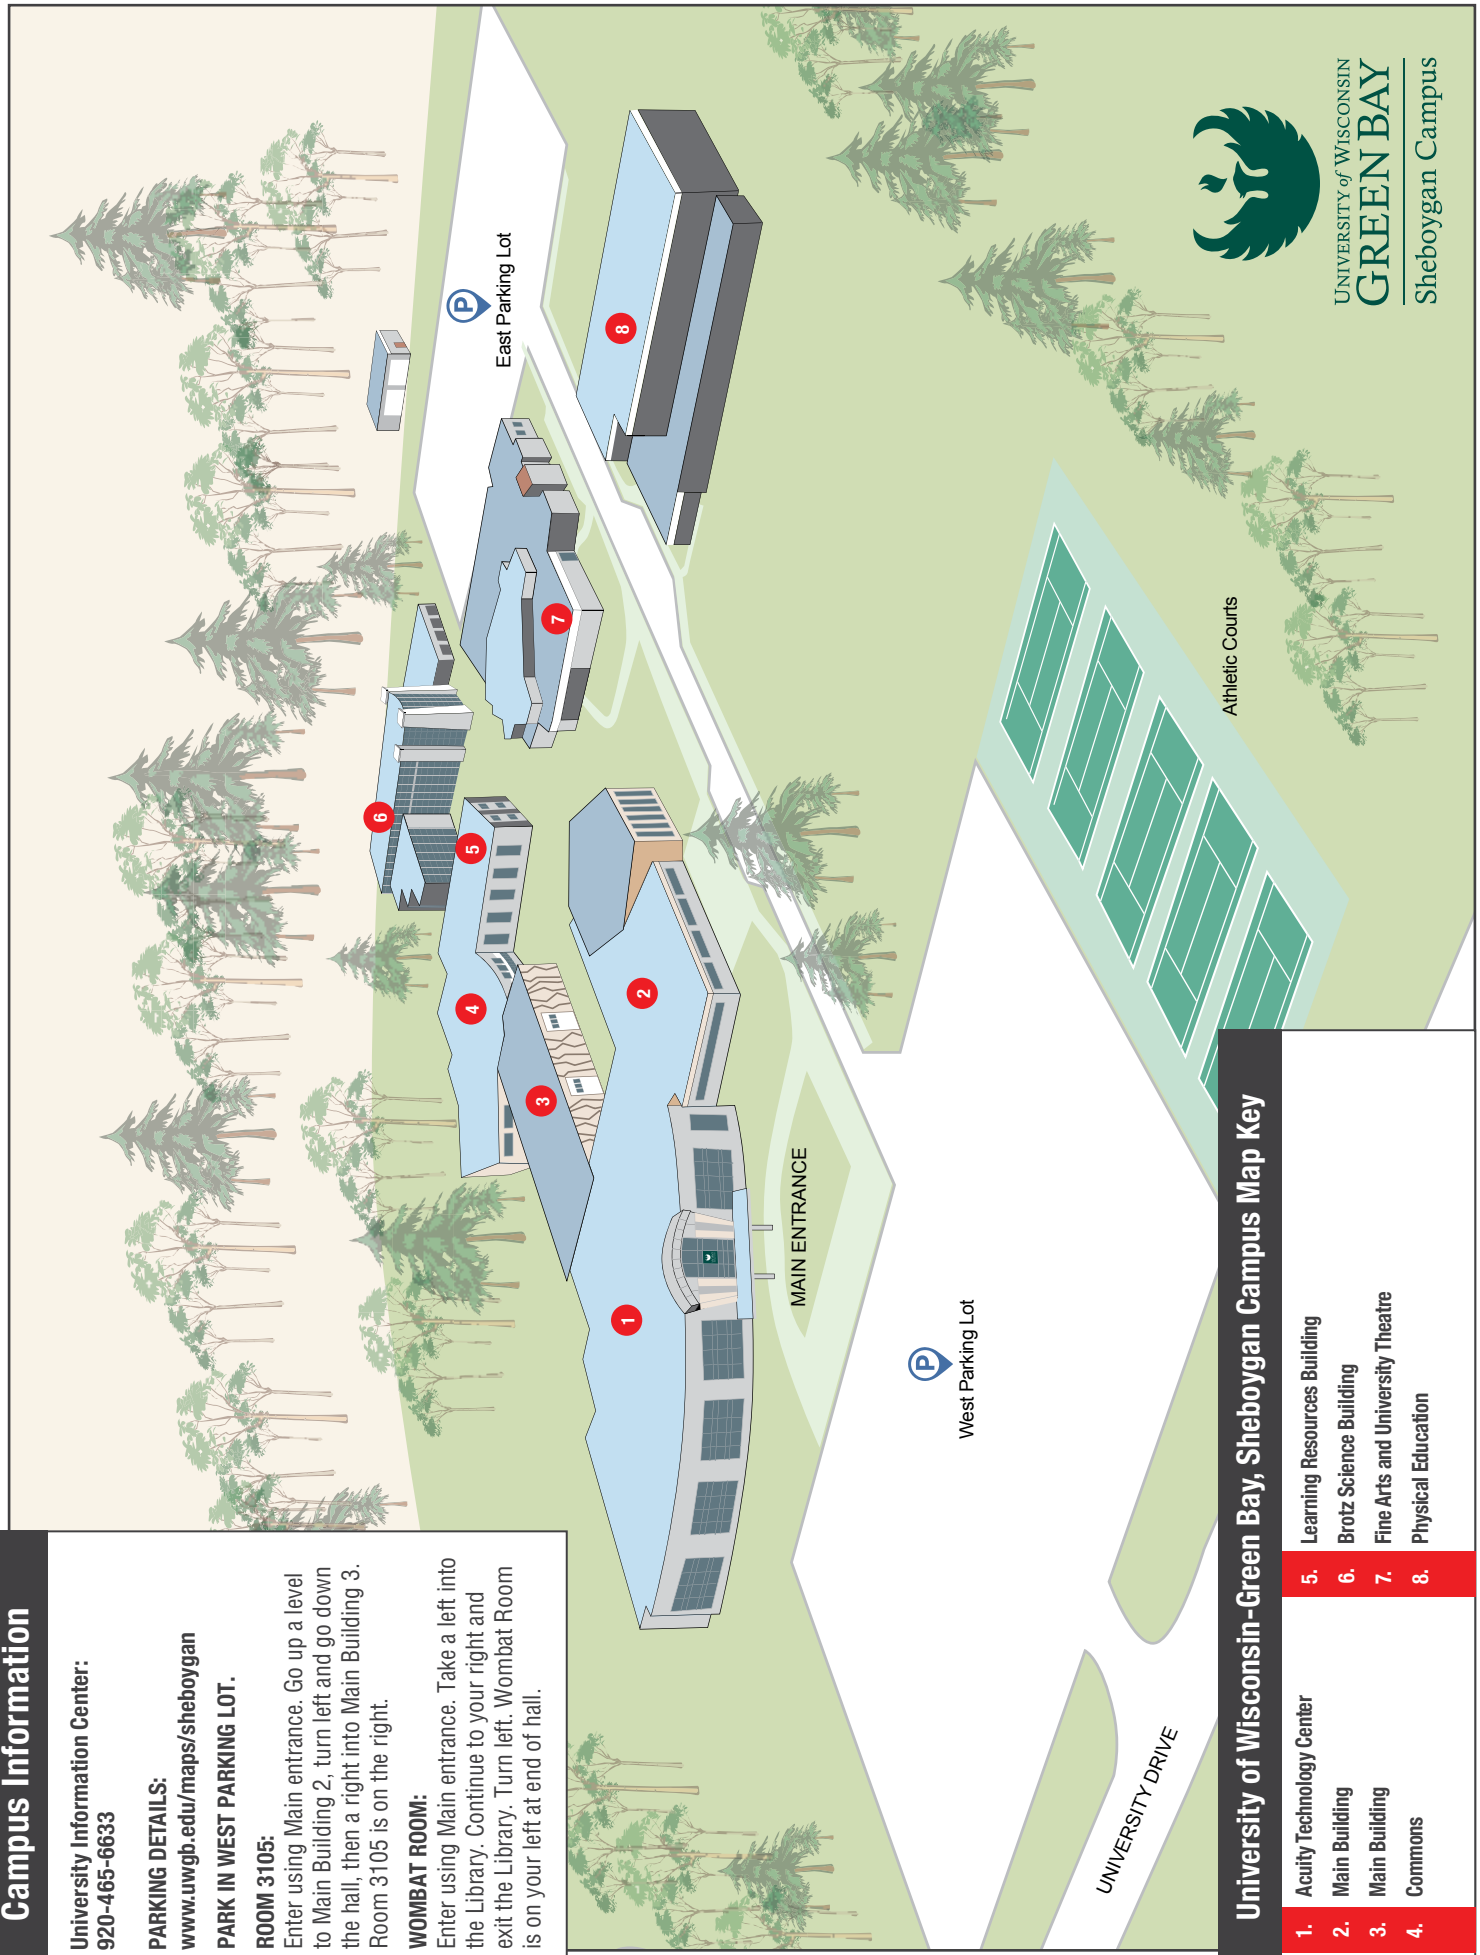 Campus Information
University Information Center:
920-465-6633
PARKING DETAILS:
www.uwgb.edu/maps/sheboygan
PARK IN WEST PARKING LOT.
ROOM 3105:
Enter using Main entrance. Go up a level
to Main Building 2, turn left and go down
the hall, then a right into Main Building 3.
Room 3105 is on the right.
WOMBAT ROOM:
Enter using Main entrance. Take a left into
the Library. Continue to your right and
exit the Library. Turn left. Wombat Room
is on your left at end of hall.
6
5
4
3
7
2
1
8
P
East Parking Lot
MAIN ENTRANCE
P
West Parking Lot
Athletic Courts
UNIVERSITY DRIVE
UNIVERSITY of WISCONSIN
GREEN BAY
Sheboygan Campus
University of Wisconsin-Green Bay, Sheboygan Campus Map Key
1. Acuity Technology Center
2. Main Building
3. Main Building
4. Commons
5. Learning Resources Building
6. Brotz Science Building
7. Fine Arts and University Theatre
8. Physical Education